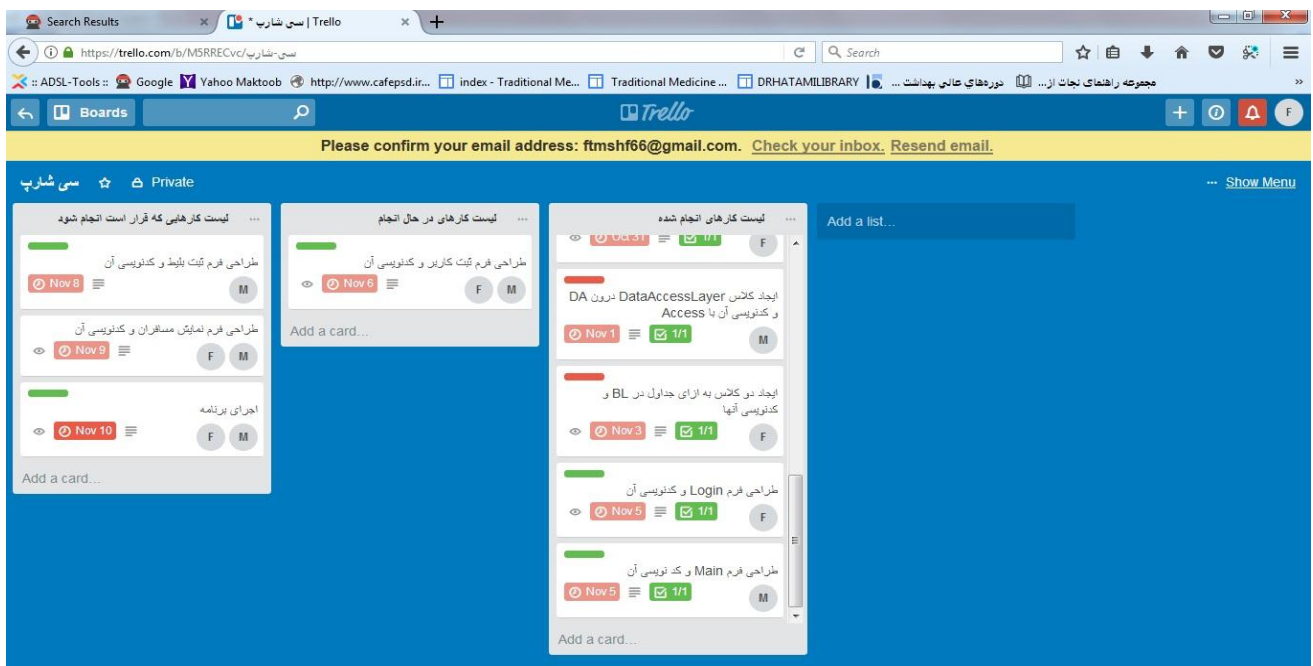 Search Results
سی شارپ * | Trello
https://trello.com/b/M5RRECvc/سی-شارپ
Search
:: ADSL-Tools :: Google Yahoo Maktoob http://www.cafepsd.ir... index - Traditional Me... Traditional Medicine ... DRHATAMILIBRARY دوره‌های عالی بهداشت ... مجموعه راهنمای نجات از...
Boards
Trello
F
Please confirm your email address: ftmshf66@gmail.com. Check your inbox. Resend email.
سی شارپ Private
... Show Menu
لیست کارهایی که قرار است انجام شود
طراحی فرم ثبت بلیط و کدنویسی آن
Nov 8
M
طراحی فرم نمایش مسافران و کدنویسی آن
Nov 9
F M
اجرای برنامه
Nov 10
F M
Add a card...
لیست کارهای در حال انجام
طراحی فرم ثبت کاربر و کدنویسی آن
Nov 6
F M
Add a card...
لیست کارهای انجام شده
Oct 31 1/1
F
ایجاد کلاس DataAccessLayer درون DA
و کدنویسی آن با Access
Nov 1 1/1
M
ایجاد دو کلاس به ازای جداول در BL و
کدنویسی آنها
Nov 3 1/1
F
طراحی فرم Login و کدنویسی آن
Nov 5 1/1
F
طراحی فرم Main و کد نویسی آن
Nov 5 1/1
M
Add a card...
Add a list...